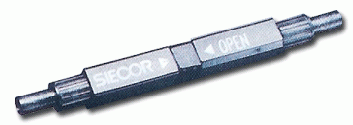 SIECOR ▶
◀ OPEN